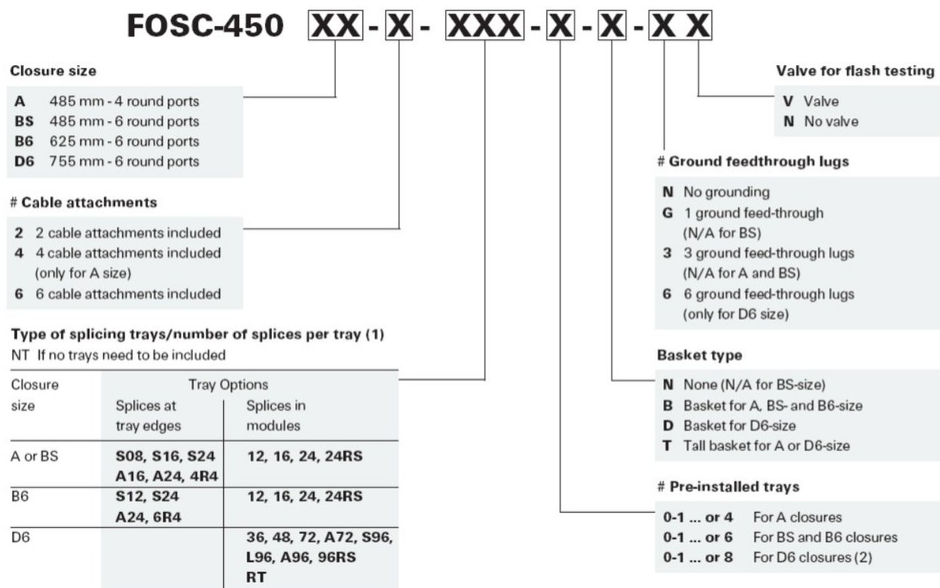 FOSC-450 XX - X - XXX - X - X - X X
Closure size
A 485 mm - 4 round ports
BS 485 mm - 6 round ports
B6 625 mm - 6 round ports
D6 755 mm - 6 round ports
# Cable attachments
2 2 cable attachments included
4 4 cable attachments included
(only for A size)
6 6 cable attachments included
Type of splicing trays/number of splices per tray (1)
NT If no trays need to be included
Closure Tray Options
size Splices at Splices in
tray edges modules
A or BS S08, S16, S24 12, 16, 24, 24RS
A16, A24, 4R4
B6 S12, S24 12, 16, 24, 24RS
A24, 6R4
D6 36, 48, 72, A72, S96,
L96, A96, 96RS
RT
Valve for flash testing
V Valve
N No valve
# Ground feedthrough lugs
N No grounding
G 1 ground feed-through
(N/A for BS)
3 3 ground feed-through lugs
(N/A for A and BS)
6 6 ground feed-through lugs
(only for D6 size)
Basket type
N None (N/A for BS-size)
B Basket for A, BS- and B6-size
D Basket for D6-size
T Tall basket for A or D6-size
# Pre-installed trays
0-1 ... or 4 For A closures
0-1 ... or 6 For BS and B6 closures
0-1 ... or 8 For D6 closures (2)